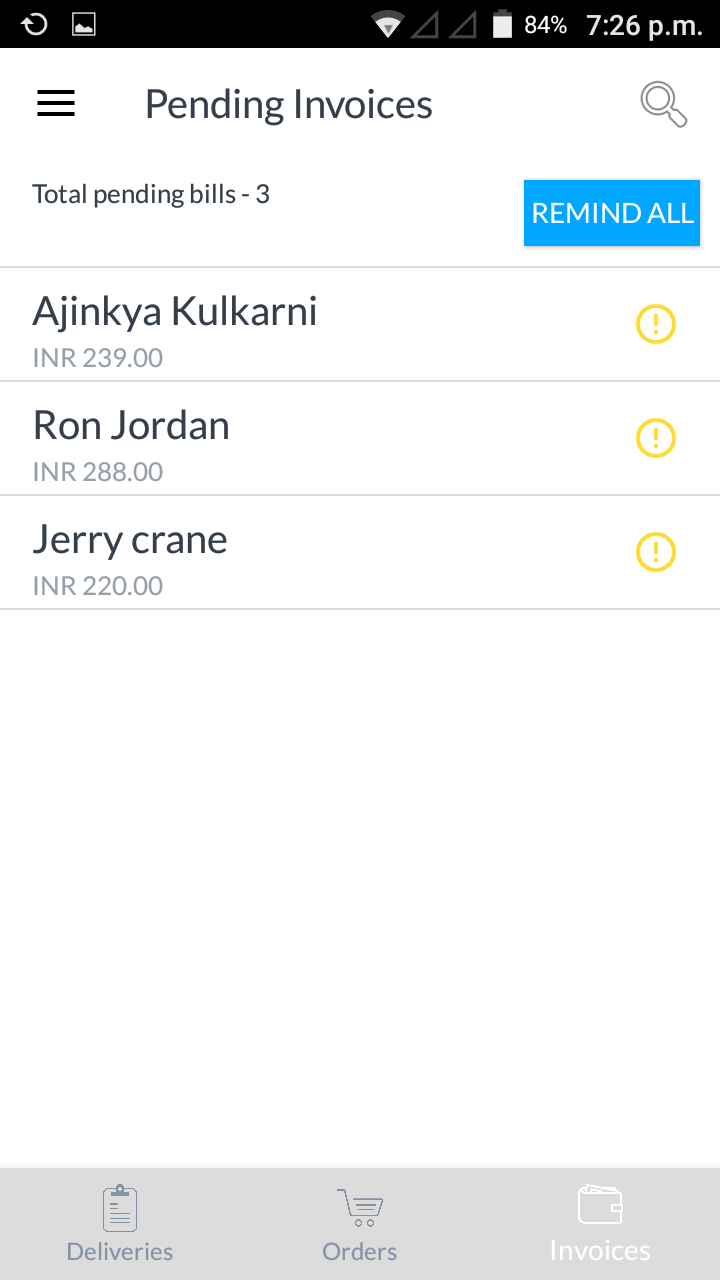 84% 7:26 p.m.
Pending Invoices
Total pending bills - 3
REMIND ALL
Ajinkya Kulkarni
INR 239.00
Ron Jordan
INR 288.00
Jerry crane
INR 220.00
Deliveries Orders Invoices